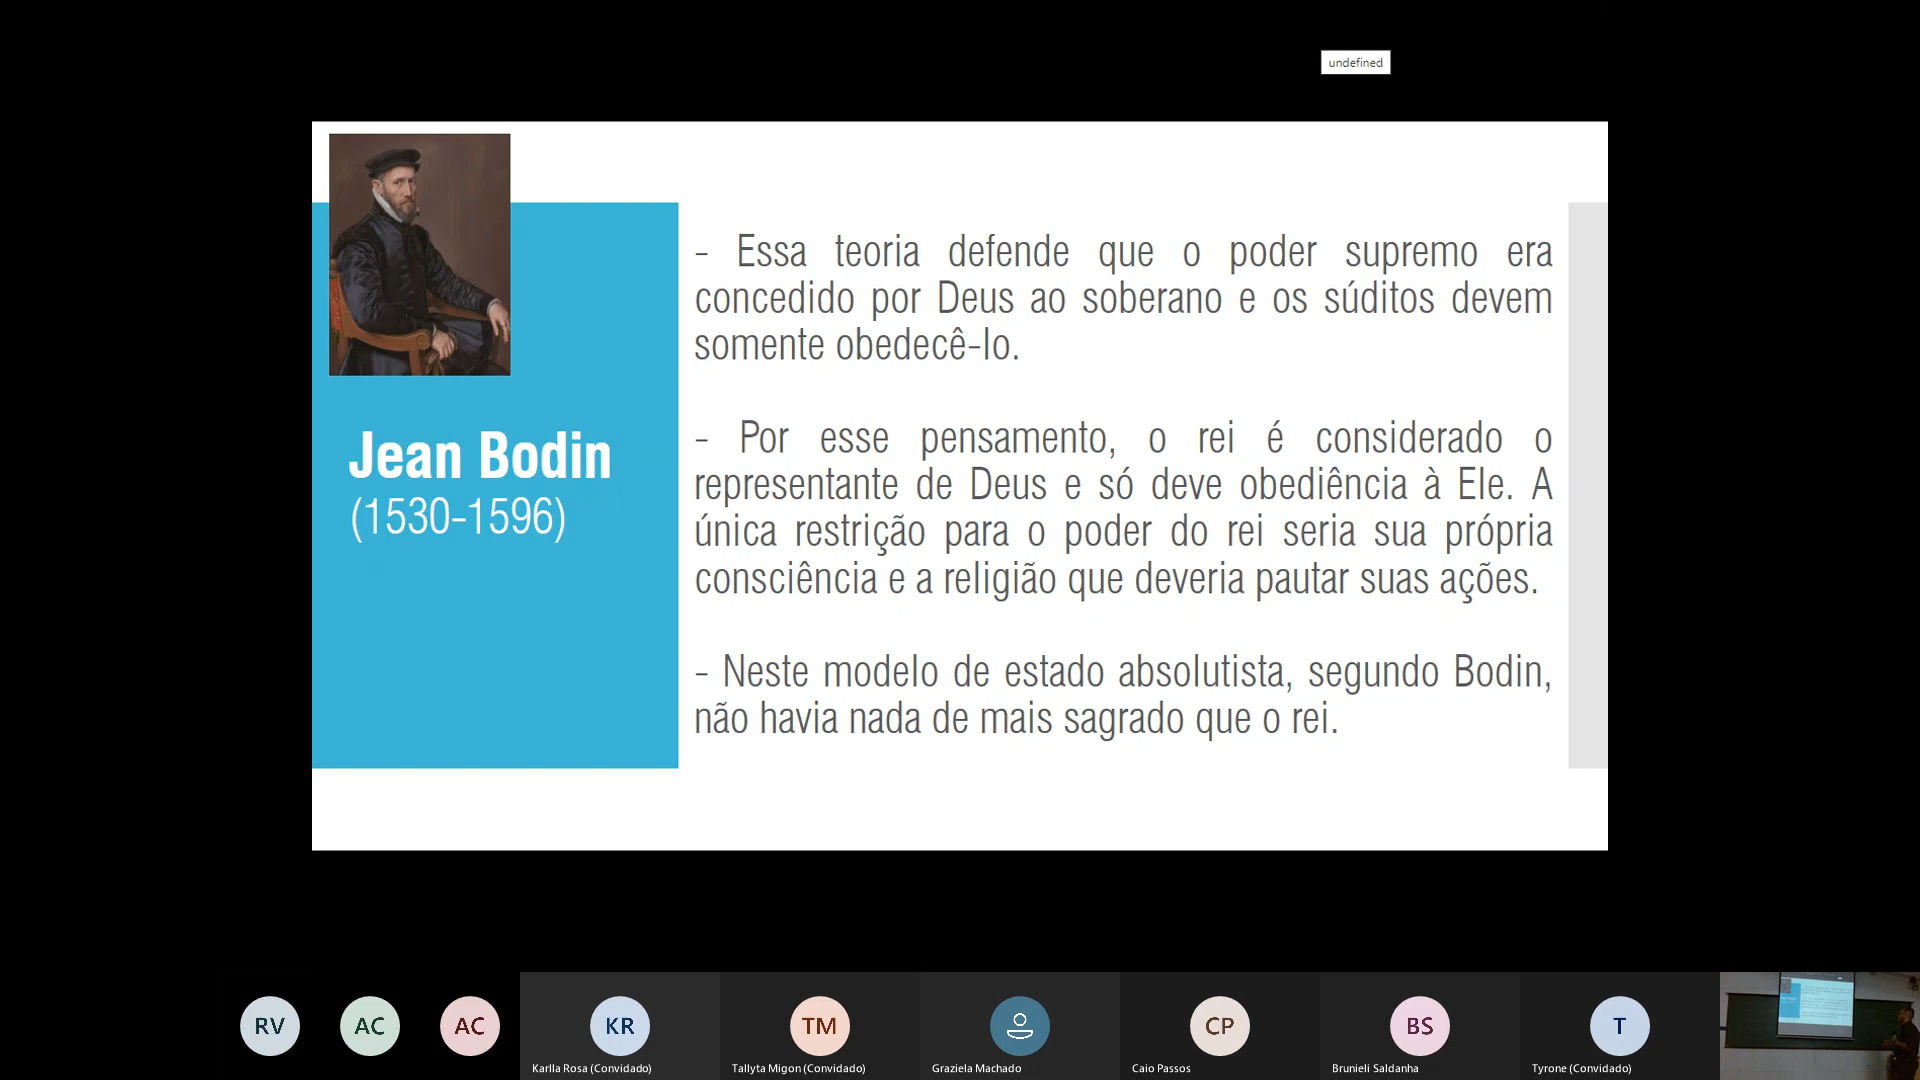 undefined
Jean Bodin
(1530-1596)
- Essa teoria defende que o poder supremo era
concedido por Deus ao soberano e os súditos devem
somente obedecê-lo.
- Por esse pensamento, o rei é considerado o
representante de Deus e só deve obediência à Ele. A
única restrição para o poder do rei seria sua própria
consciência e a religião que deveria pautar suas ações.
- Neste modelo de estado absolutista, segundo Bodin,
não havia nada de mais sagrado que o rei.
RV
AC
AC
KR
TM
CP
BS
T
Karlla Rosa (Convidado)
Tallyta Migon (Convidado)
Graziela Machado
Caio Passos
Brunieli Saldanha
Tyrone (Convidado)